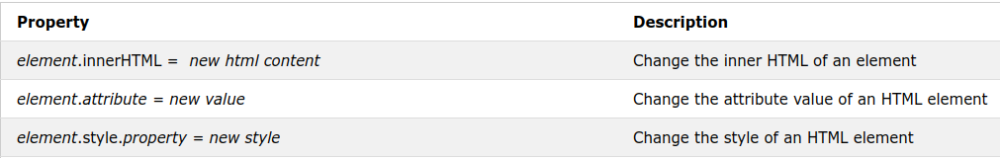 Property Description
element.innerHTML =  new html content Change the inner HTML of an element
element.attribute = new value Change the attribute value of an HTML element
element.style.property = new style Change the style of an HTML element